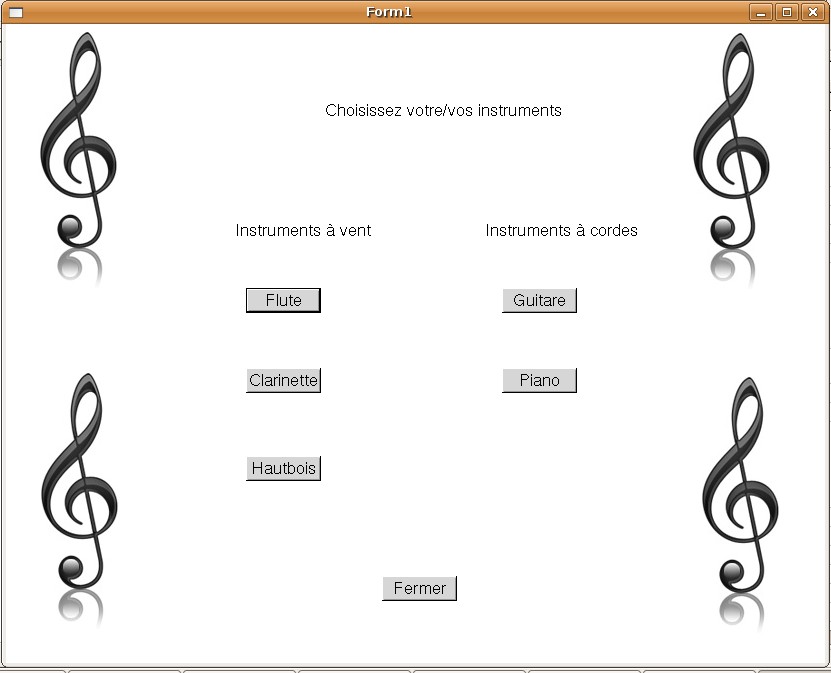 Form1
Choisissez votre/vos instruments
Instruments à vent
Instruments à cordes
Flute
Guitare
Clarinette
Piano
Hautbois
Fermer